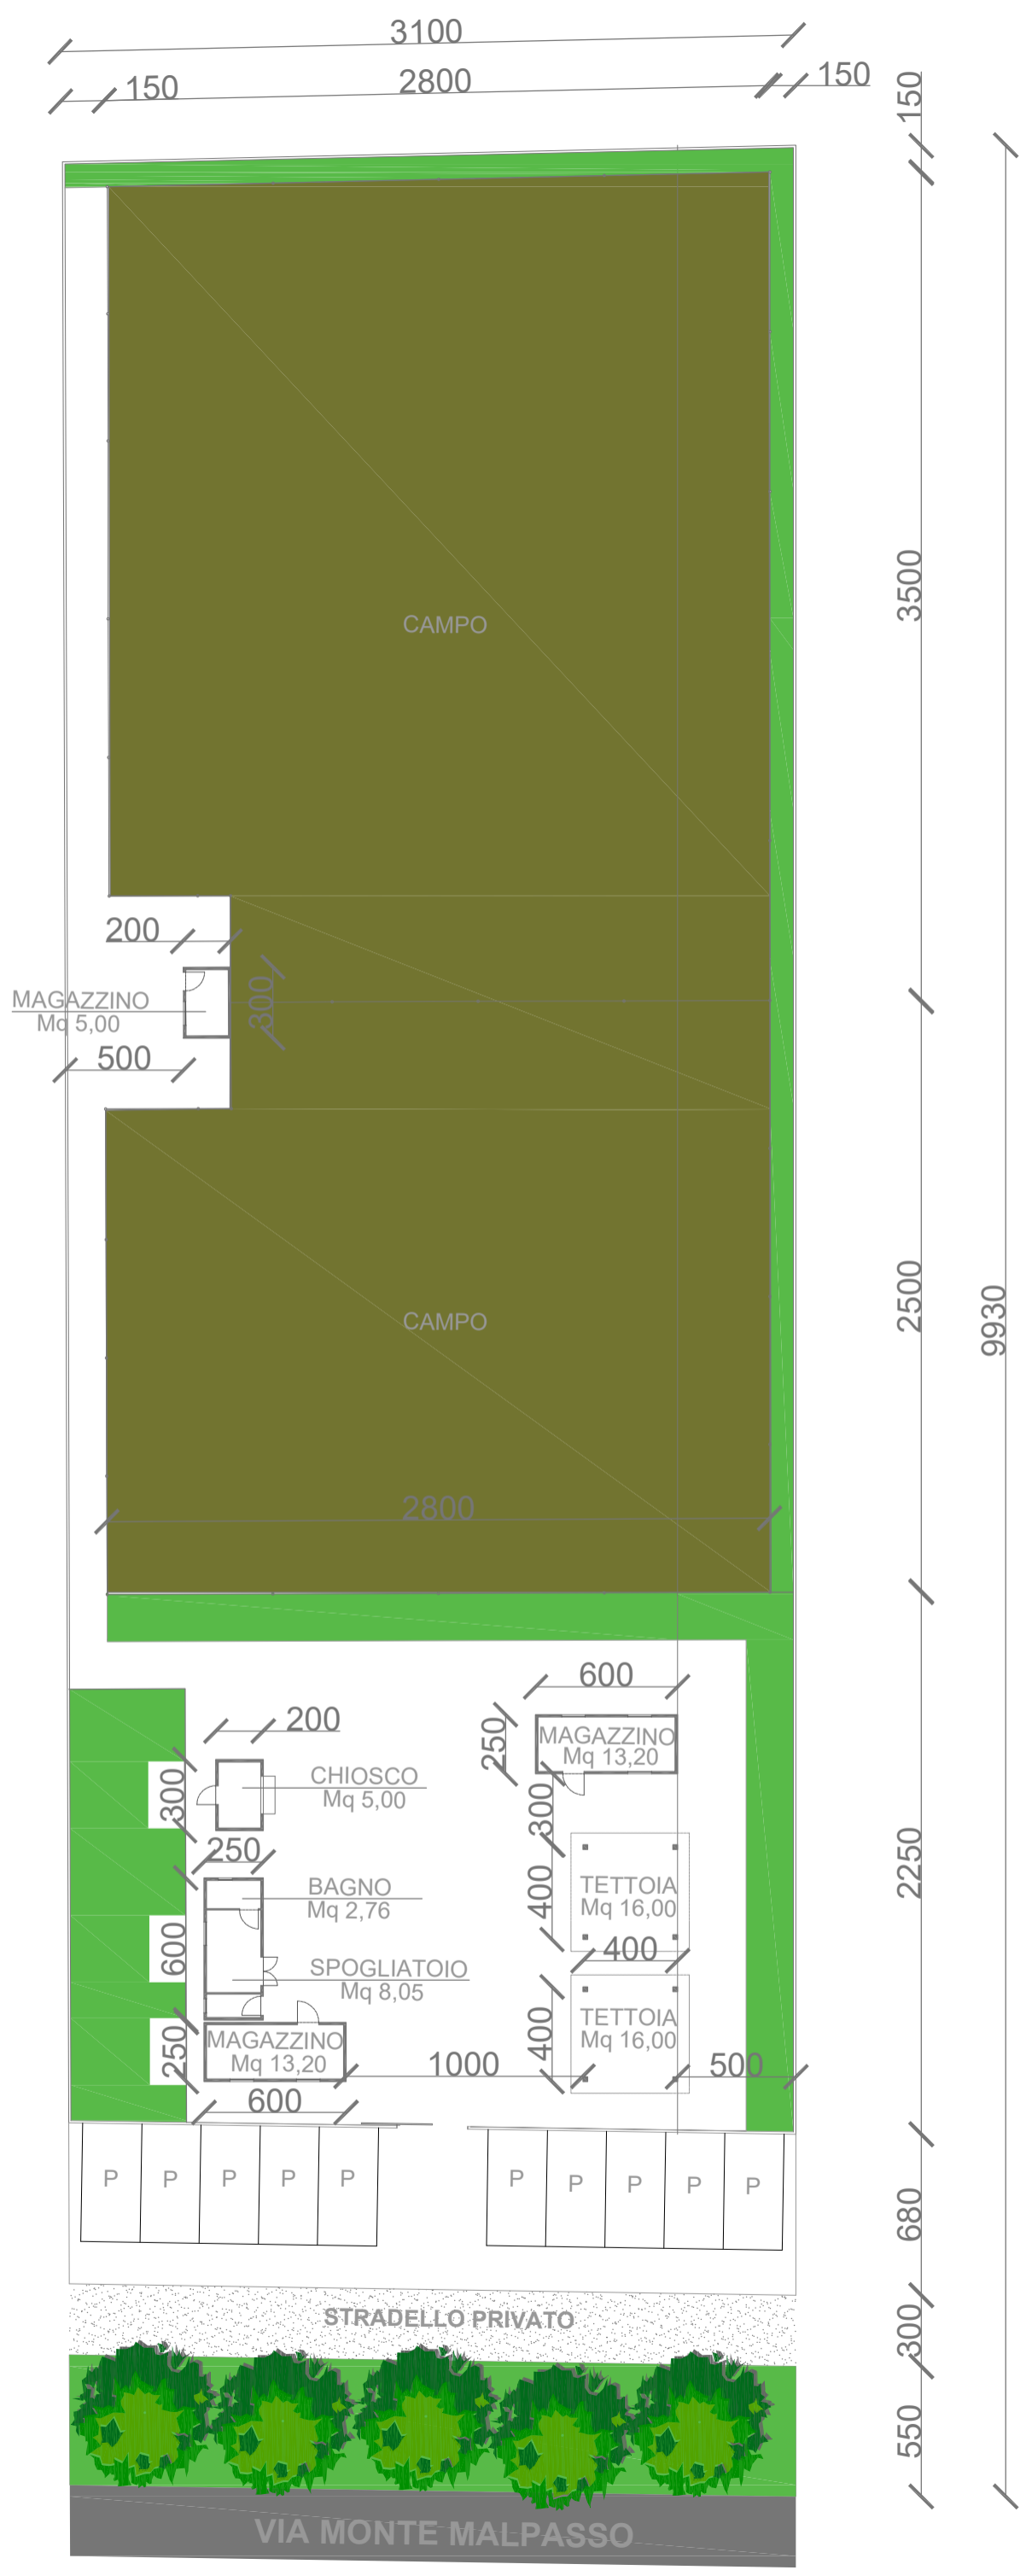 3100
150
2800
150
150
3500
CAMPO
200
300
MAGAZZINO
Mq 5,00
500
2500
9930
CAMPO
2800
600
200
250
MAGAZZINO
Mq 13,20
CHIOSCO
Mq 5,00
300
300
250
2250
BAGNO
Mq 2,76
TETTOIA
Mq 16,00
400
600
400
SPOGLIATOIO
Mq 8,05
TETTOIA
Mq 16,00
400
250
MAGAZZINO
Mq 13,20
1000
500
600
P P P P P P P P P P
680
STRADELLO PRIVATO
300
550
VIA MONTE MALPASSO